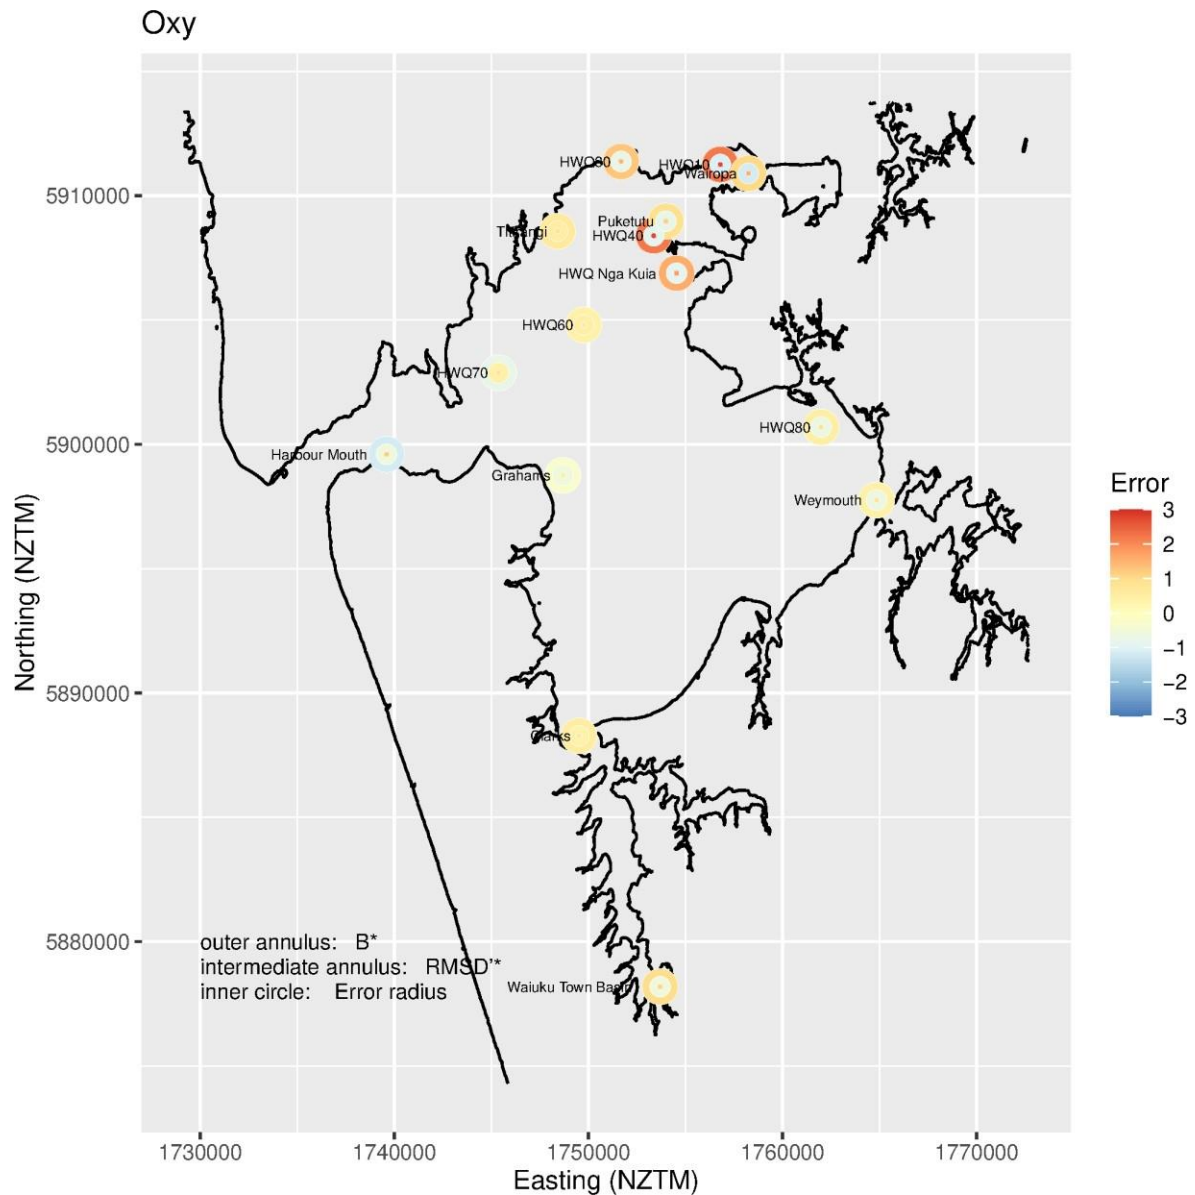 Oxy
5910000
5900000
5890000
5880000
Northing (NZTM)
HWQ10
Wairopa
Puketutu
HWQ40
HWQ Nga Kuia
HWQ60
HWQ70
HWQ80
Harbour Mouth
Grahams
Weymouth
Clarks
Waiuku Town Basin
outer annulus: B*
intermediate annulus: RMSD'*
inner circle: Error radius
1730000 1740000 1750000 1760000 1770000
Easting (NZTM)
Error
3
2
1
0
−1
−2
−3